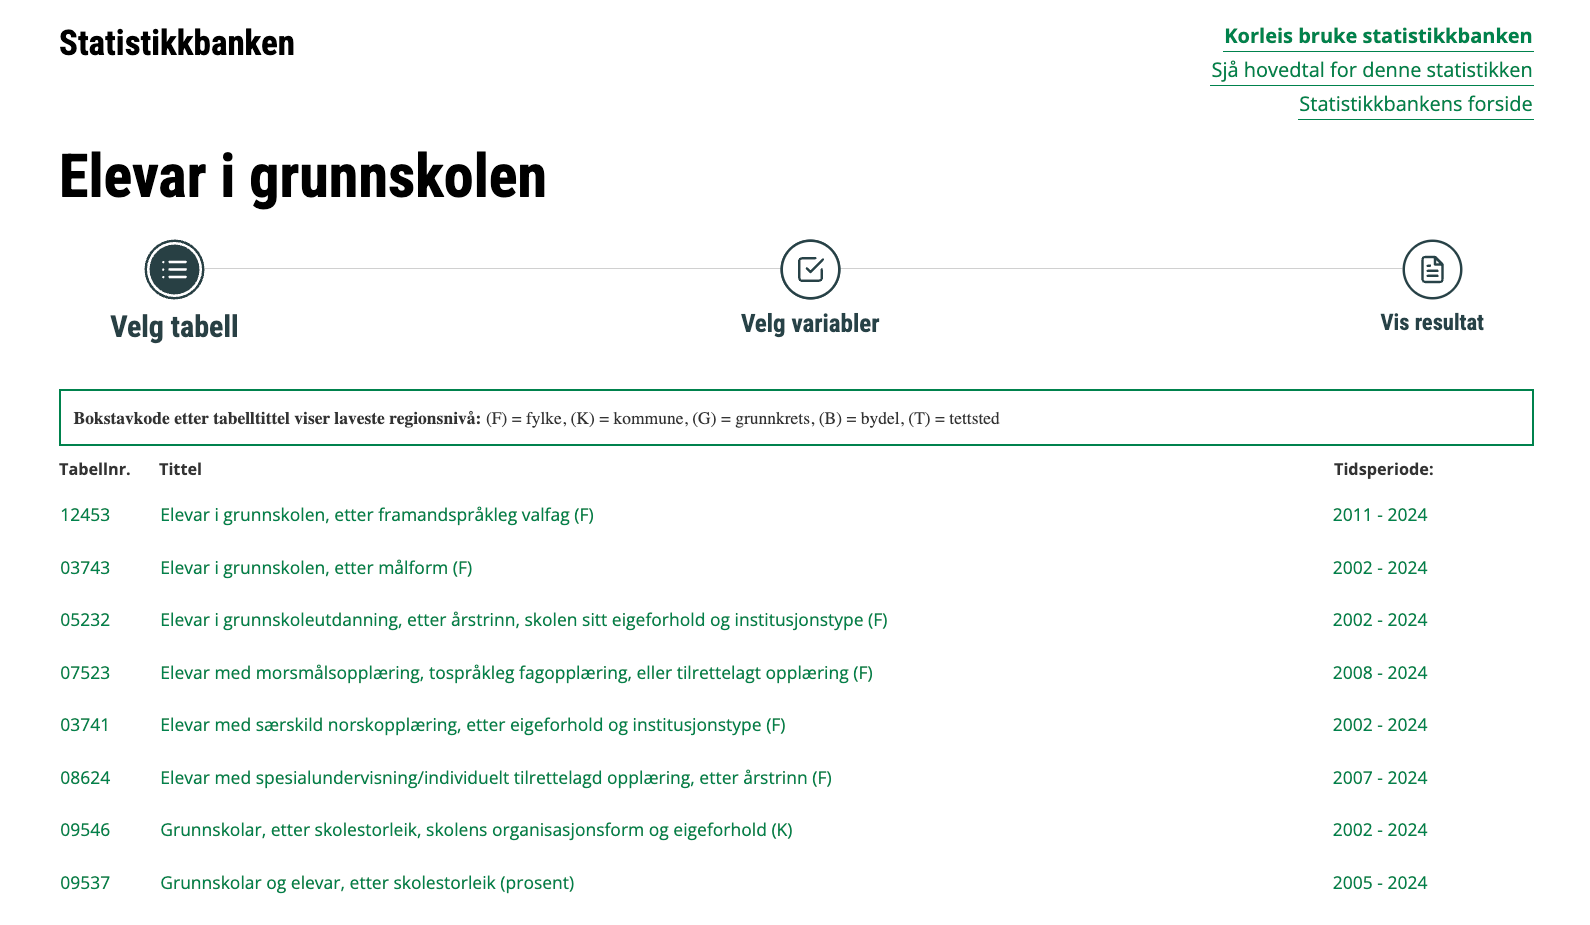 Statistikkbanken
Korleis bruke statistikkbanken
Sjå hovedtal for denne statistikken
Statistikkbankens forside
Elevar i grunnskolen
Velg tabell
Velg variabler
Vis resultat
Bokstavkode etter tabelltittel viser laveste regionsnivå: (F) = fylke, (K) = kommune, (G) = grunnkrets, (B) = bydel, (T) = tettsted
Tabellnr. Tittel Tidsperiode:
12453 Elevar i grunnskolen, etter framandspråkleg valfag (F) 2011 - 2024
03743 Elevar i grunnskolen, etter målform (F) 2002 - 2024
05232 Elevar i grunnskoleutdanning, etter årstrinn, skolen sitt eigeforhold og institusjonstype (F) 2002 - 2024
07523 Elevar med morsmålsopplæring, tospråkleg fagopplæring, eller tilrettelagt opplæring (F) 2008 - 2024
03741 Elevar med særskild norskopplæring, etter eigeforhold og institusjonstype (F) 2002 - 2024
08624 Elevar med spesialundervisning/individuelt tilrettelagd opplæring, etter årstrinn (F) 2007 - 2024
09546 Grunnskolar, etter skolestorleik, skolens organisasjonsform og eigeforhold (K) 2002 - 2024
09537 Grunnskolar og elevar, etter skolestorleik (prosent) 2005 - 2024